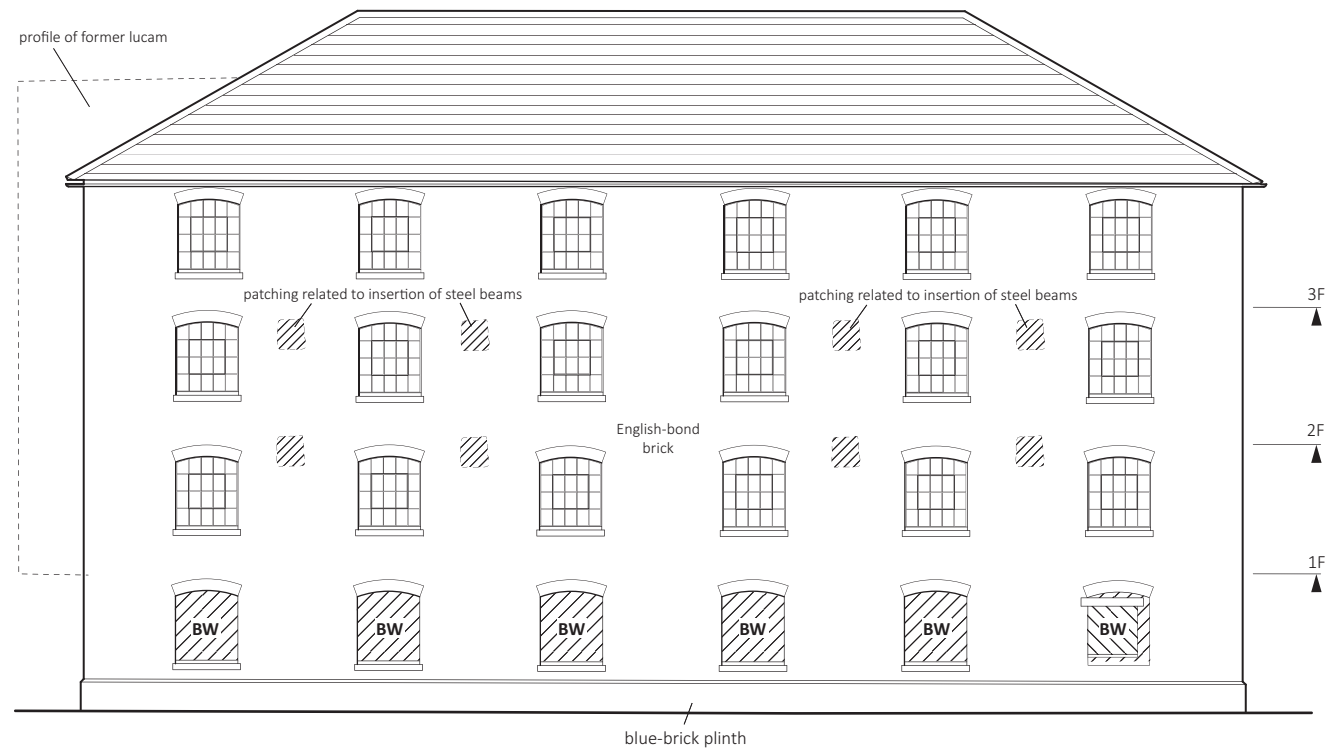 profile of former lucam
patching related to insertion of steel beams
patching related to insertion of steel beams
3F
English-bond
brick
2F
1F
BW
BW
BW
BW
BW
BW
blue-brick plinth